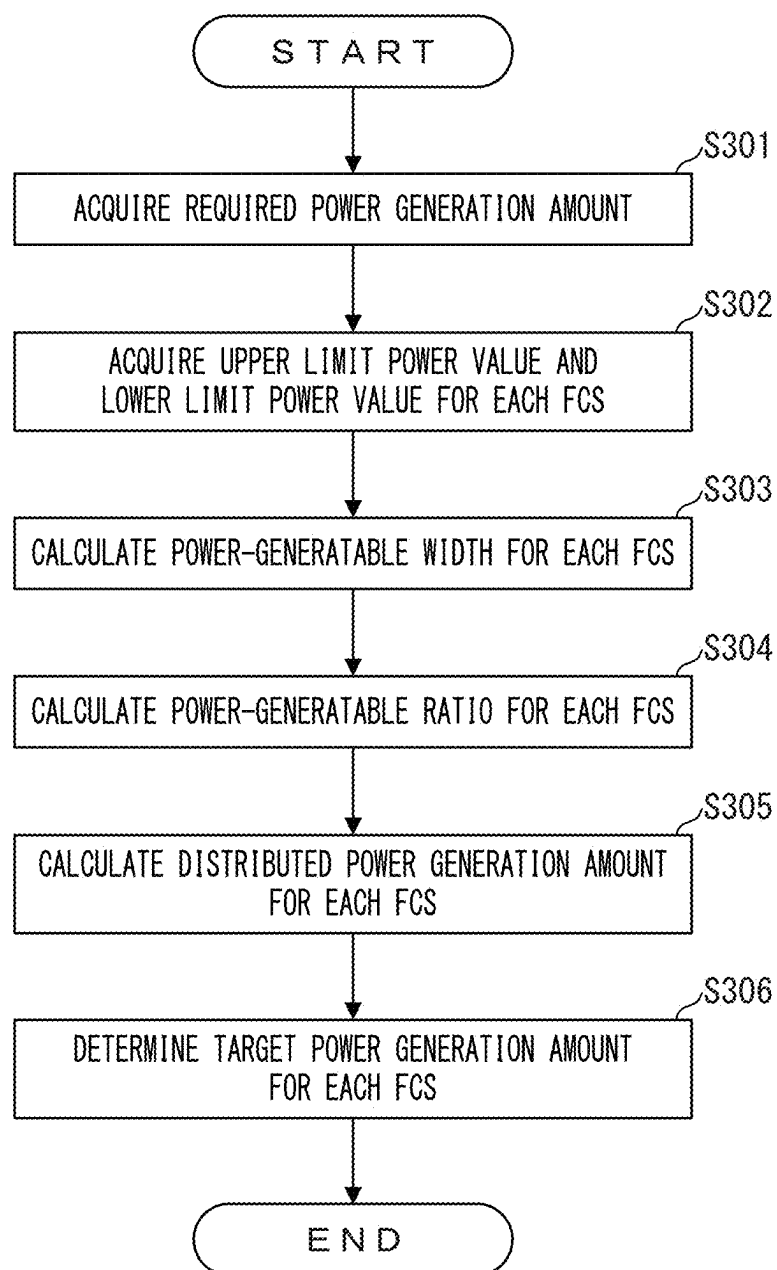 START
S301
ACQUIRE REQUIRED POWER GENERATION AMOUNT
S302
ACQUIRE UPPER LIMIT POWER VALUE AND
LOWER LIMIT POWER VALUE FOR EACH FCS
S303
CALCULATE POWER-GENERATABLE WIDTH FOR EACH FCS
S304
CALCULATE POWER-GENERATABLE RATIO FOR EACH FCS
S305
CALCULATE DISTRIBUTED POWER GENERATION AMOUNT
FOR EACH FCS
S306
DETERMINE TARGET POWER GENERATION AMOUNT
FOR EACH FCS
END